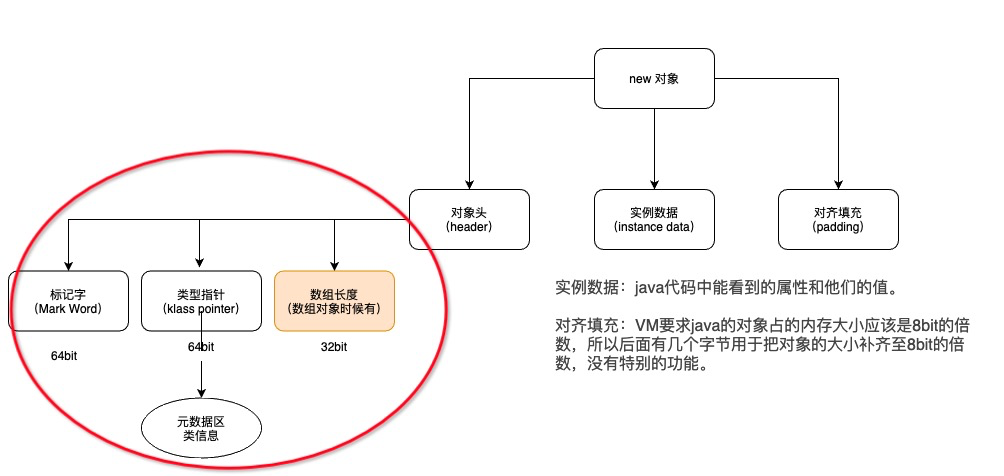 new 对象
对象头
（header）
实例数据
（instance data）
对齐填充
（padding）
标记字
（Mark Word）
类型指针
（klass pointer）
数组长度
（数组对象时候有）
64bit
64bit
32bit
元数据区
类信息
实例数据：java代码中能看到的属性和他们的值。
对齐填充：VM要求java的对象占的内存大小应该是8bit的倍
数，所以后面有几个字节用于把对象的大小补齐至8bit的倍
数，没有特别的功能。